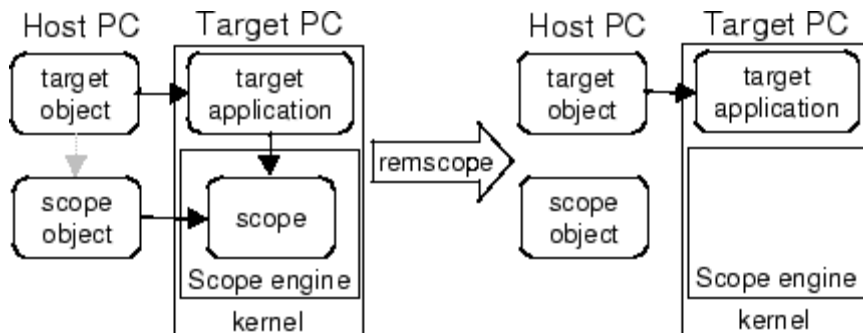 Host PC
Target PC
target
object
target
application
scope
object
scope
Scope engine
kernel
remscope
Host PC
Target PC
target
object
target
application
scope
object
Scope engine
kernel